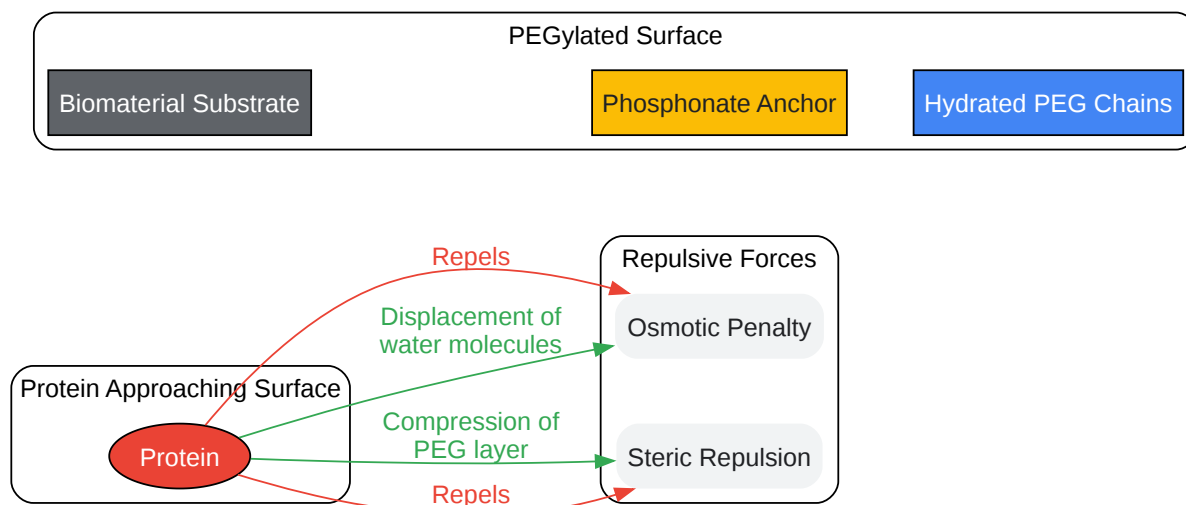 PEGylated Surface
Biomaterial Substrate
Phosphonate Anchor
Hydrated PEG Chains
Repels
Repulsive Forces
Displacement of
water molecules
Osmotic Penalty
Protein Approaching Surface
Compression of
PEG layer
Protein
Steric Repulsion
Repels